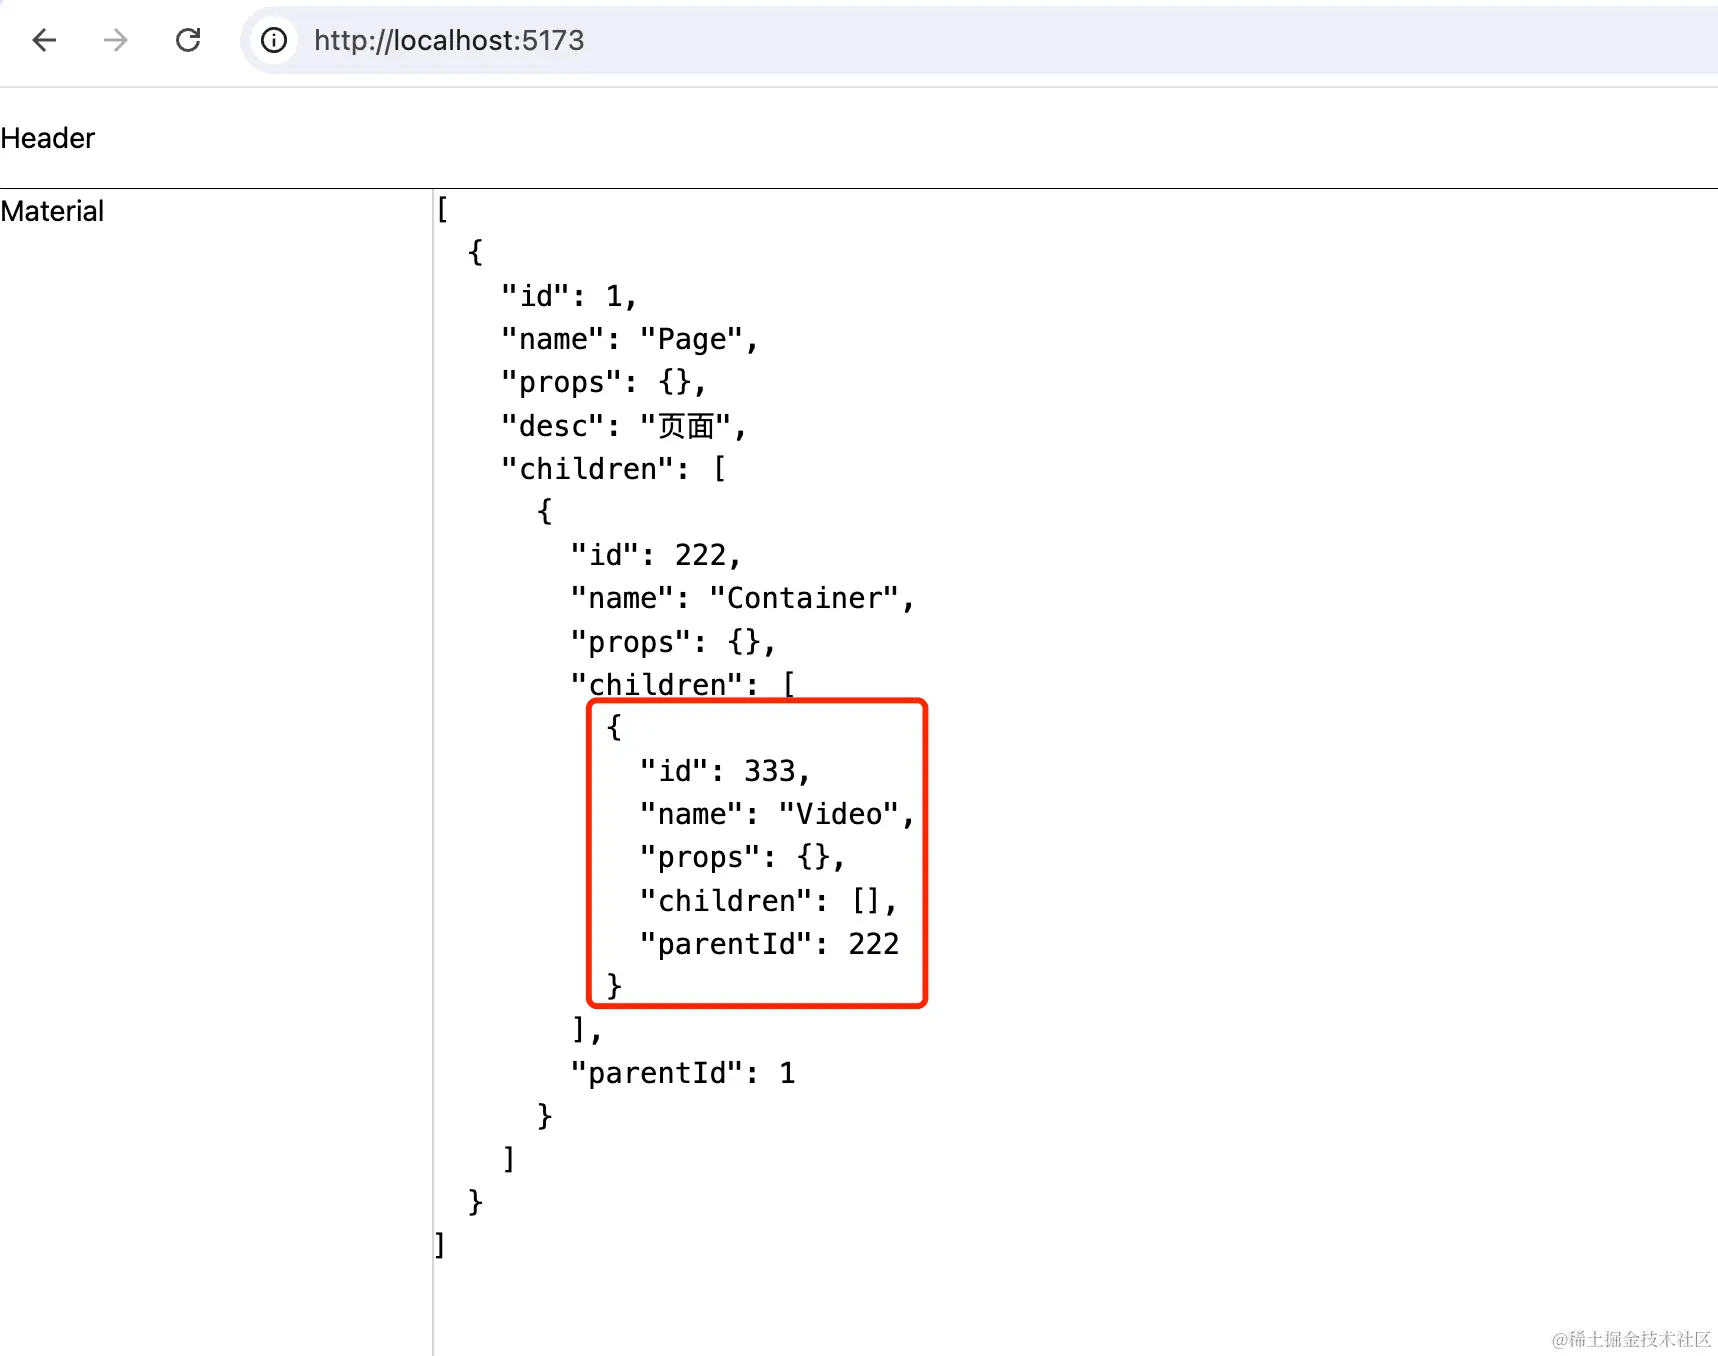 http://localhost:5173
Header
Material
[
  {
    "id": 1,
    "name": "Page",
    "props": {},
    "desc": "页面",
    "children": [
      {
        "id": 222,
        "name": "Container",
        "props": {},
        "children": [
          {
            "id": 333,
            "name": "Video",
            "props": {},
            "children": [],
            "parentId": 222
          }
        ],
        "parentId": 1
      }
    ]
  }
]
@稀土掘金技术社区